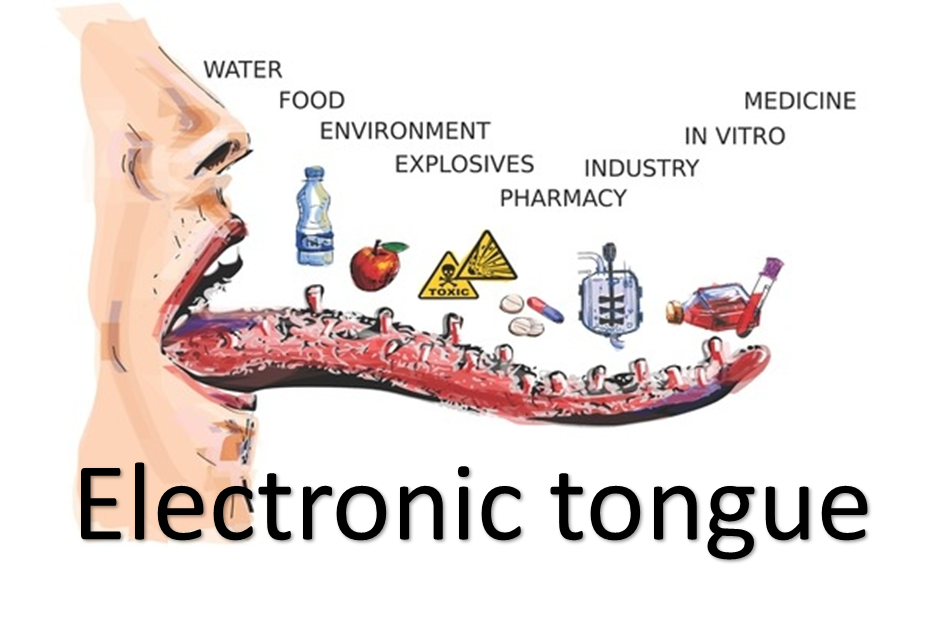 WATER
FOOD
MEDICINE
ENVIRONMENT
IN VITRO
EXPLOSIVES
INDUSTRY
PHARMACY
TOXIC
Electronic tongue